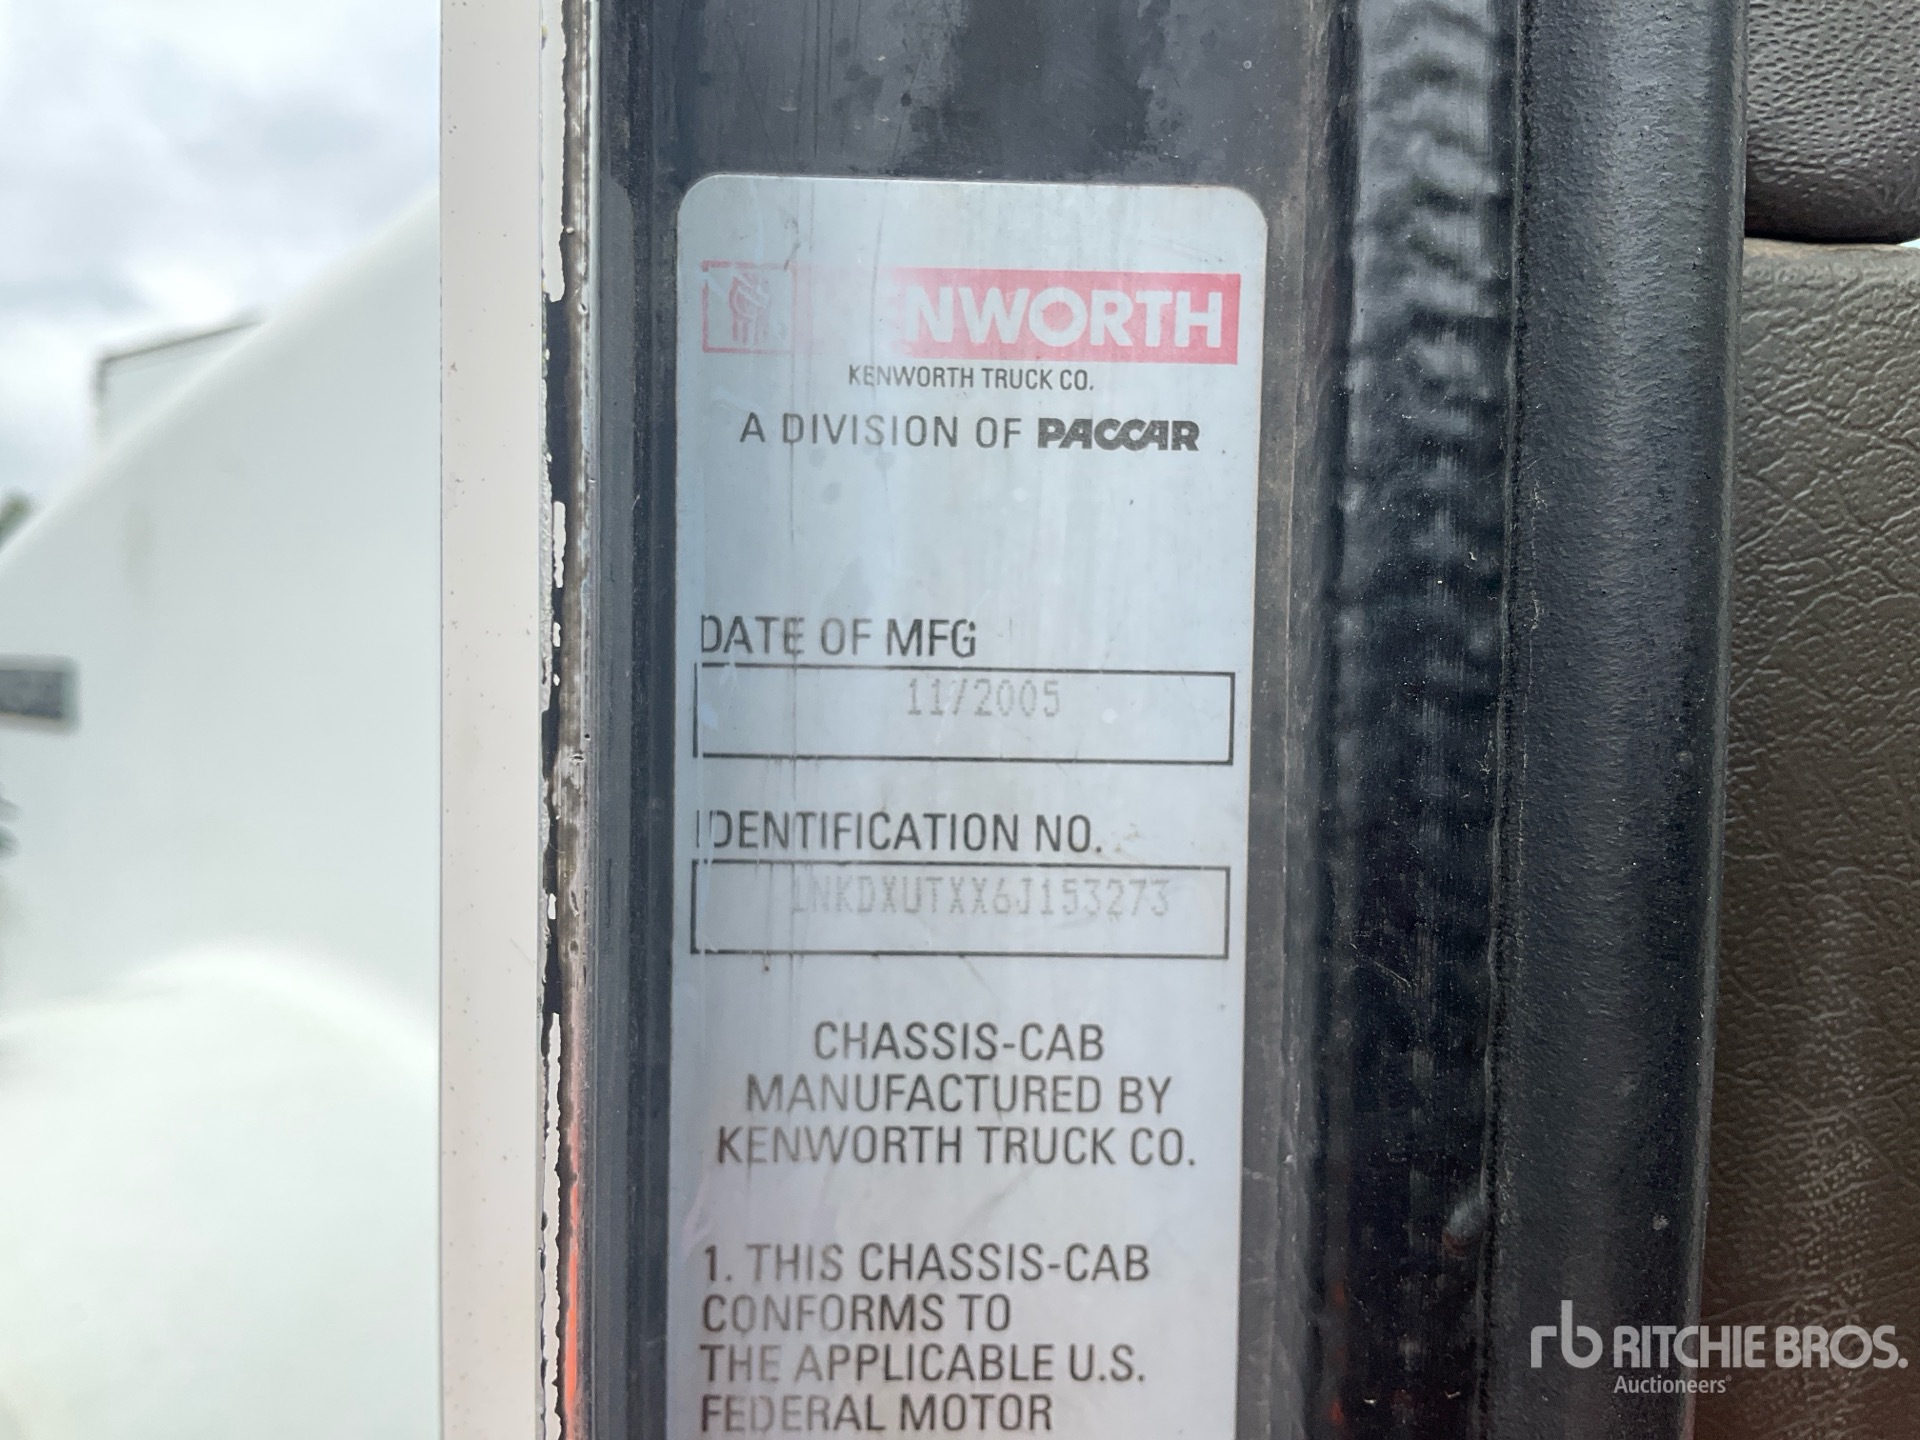 KENWORTH
KENWORTH TRUCK CO.
A DIVISION OF PACCAR
DATE OF MFG
11/2005
IDENTIFICATION NO.
1NKDXUTXX6J153273
CHASSIS-CAB
MANUFACTURED BY
KENWORTH TRUCK CO.
1. THIS CHASSIS-CAB
CONFORMS TO
THE APPLICABLE U.S.
FEDERAL MOTOR
rb RITCHIE BROS.
Auctioneers